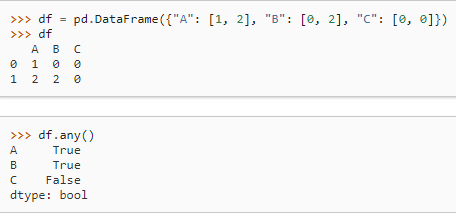 >>> df = pd.DataFrame({"A": [1, 2], "B": [0, 2], "C": [0, 0]})
>>> df
   A  B  C
0  1  0  0
1  2  2  0
>>> df.any()
A     True
B     True
C    False
dtype: bool